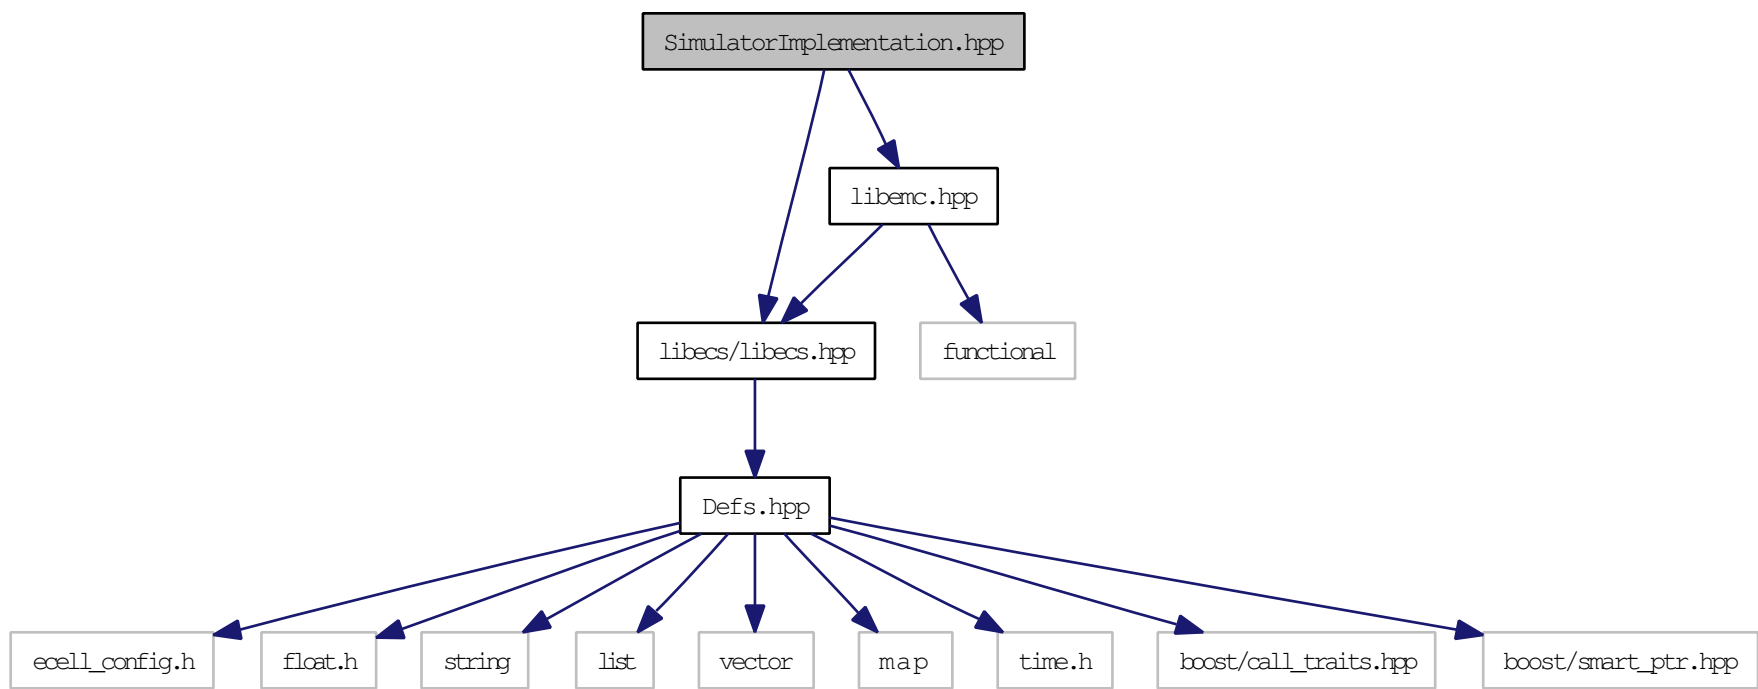 SimulatorImplementation.hpp
libemc.hpp
libecs/libecs.hpp
functional
Defs.hpp
ecell_config.h
float.h
string
list
vector
map
time.h
boost/call_traits.hpp
boost/smart_ptr.hpp